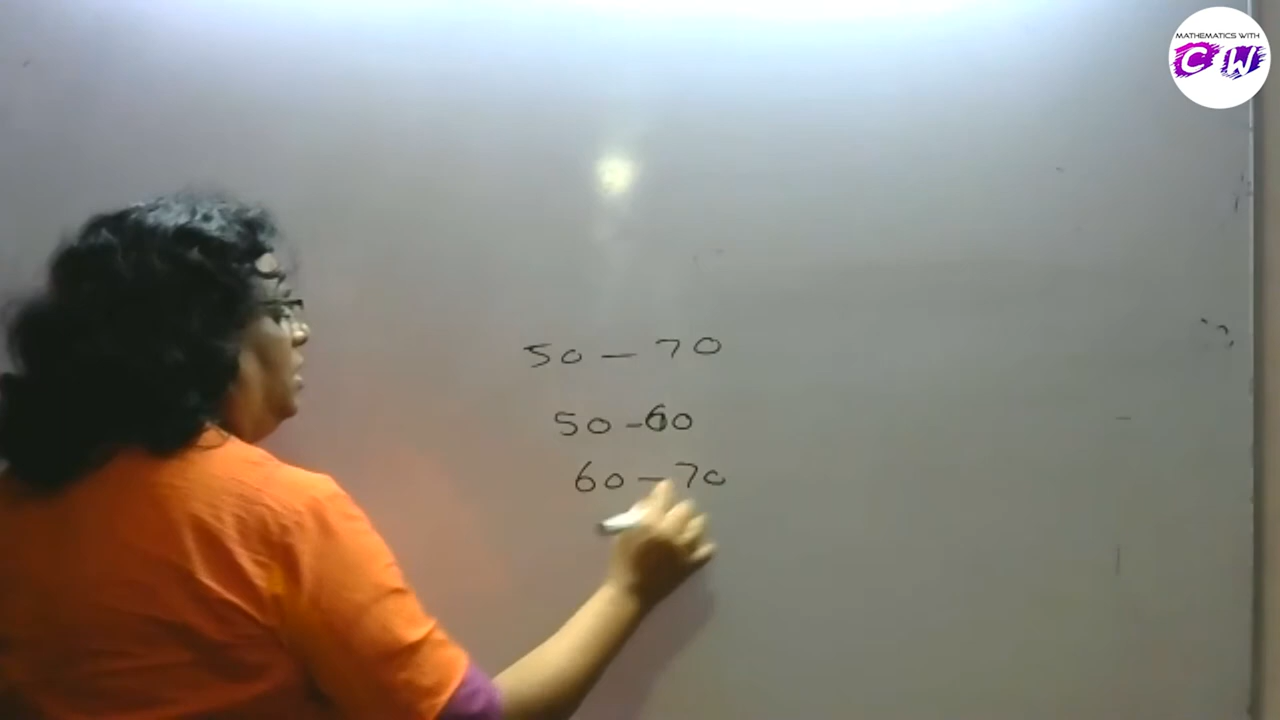 MATHEMATICS WITH
CW
50 – 70
50 – 60
60 – 70